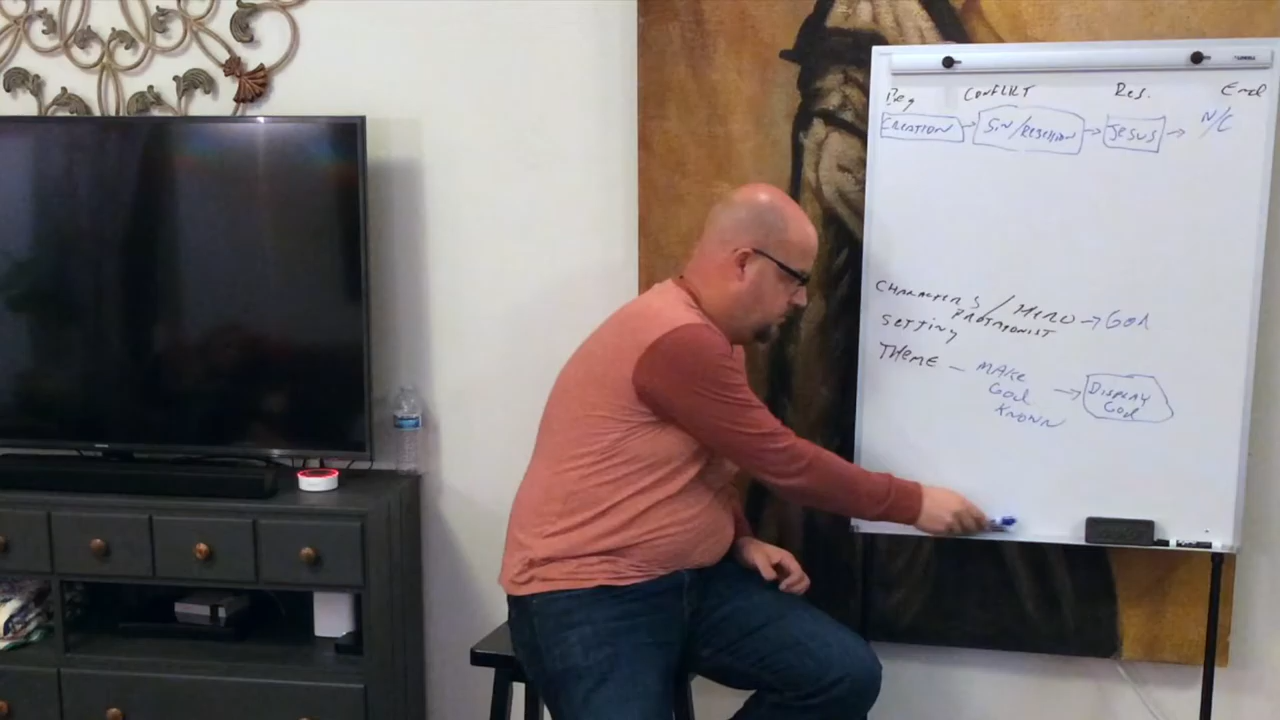 Beg CONFLICT Res. End
CREATION → SIN/REBELLION → JESUS → N/C
CHARACTERS / HERO → GOD
PROTAGONIST
SETTING
THEME — MAKE
GOD
KNOWN
→ DISPLAY
GOD